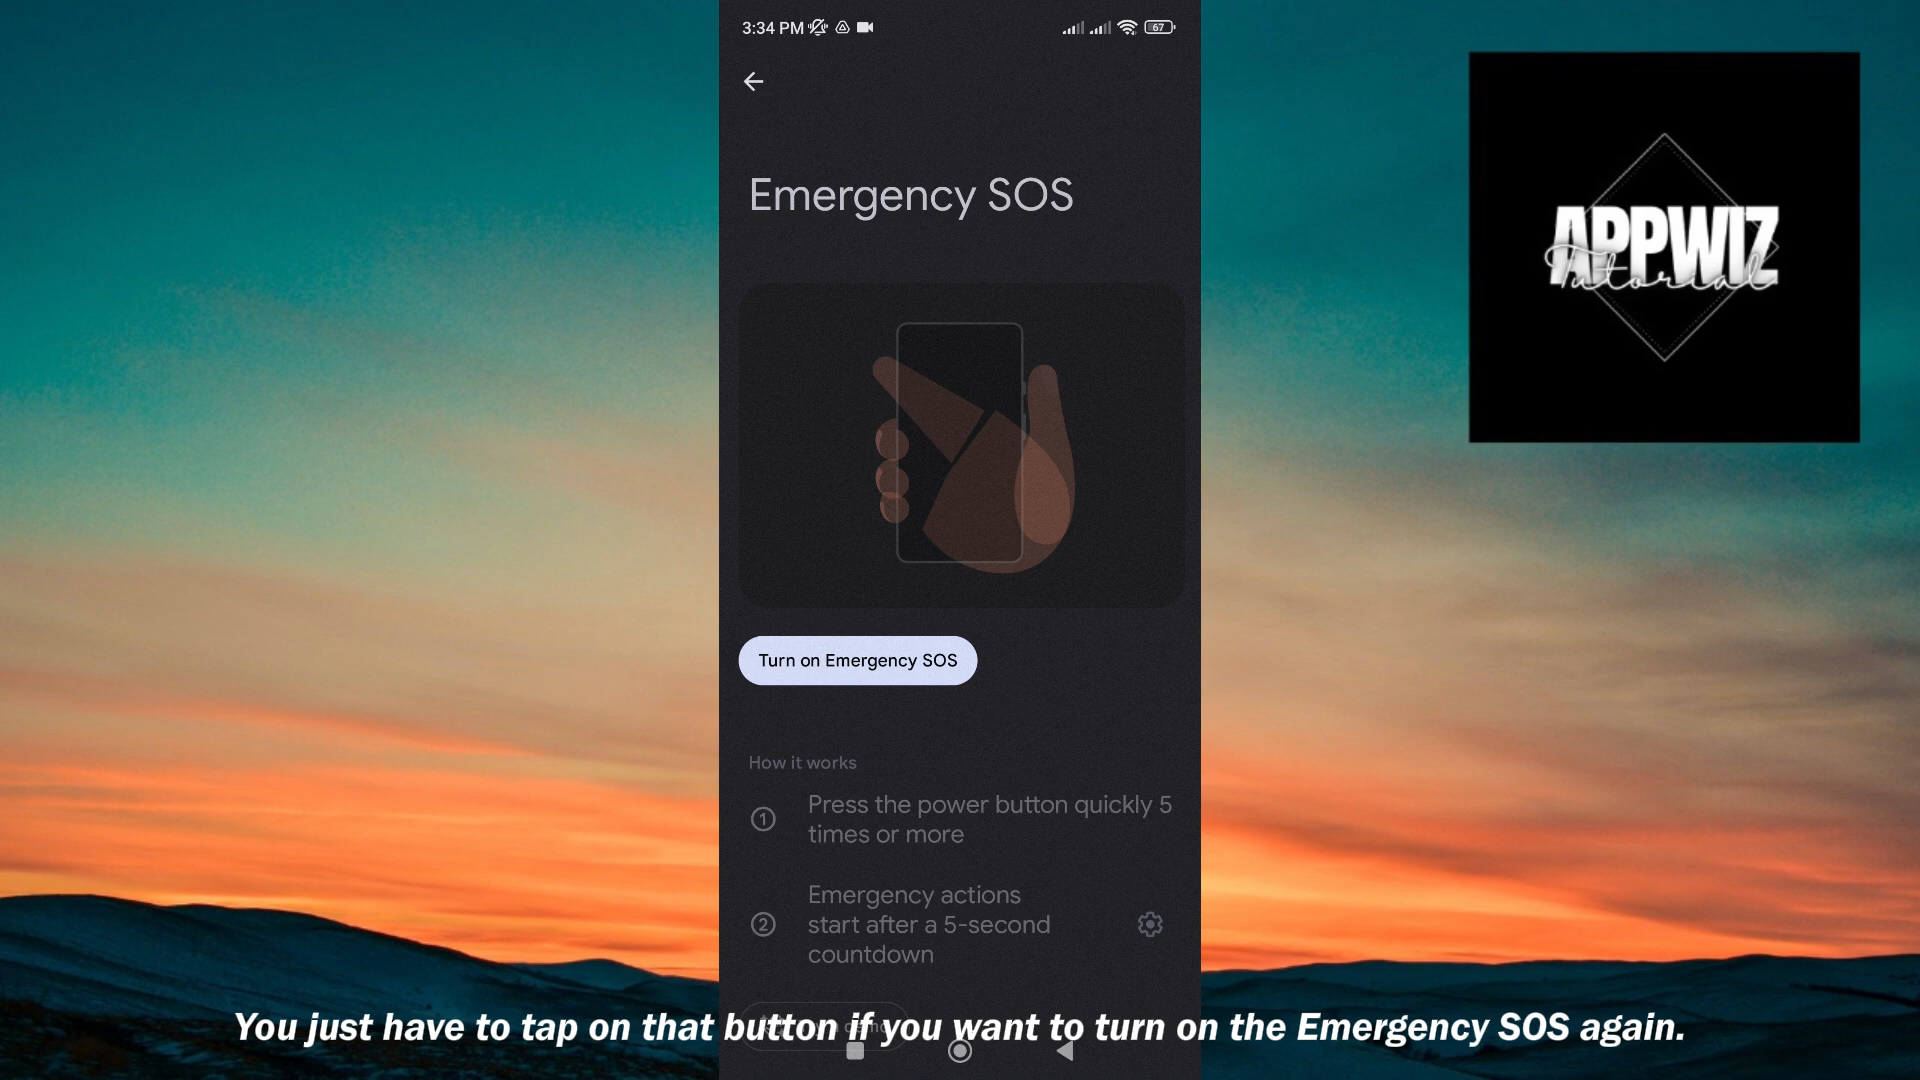 3:34 PM
67
APPWIZ
Tutorial
Emergency SOS
Turn on Emergency SOS
How it works
1
Press the power button quickly 5
times or more
2
Emergency actions
start after a 5-second
countdown
You just have to tap on that button if you want to turn on the Emergency SOS again.